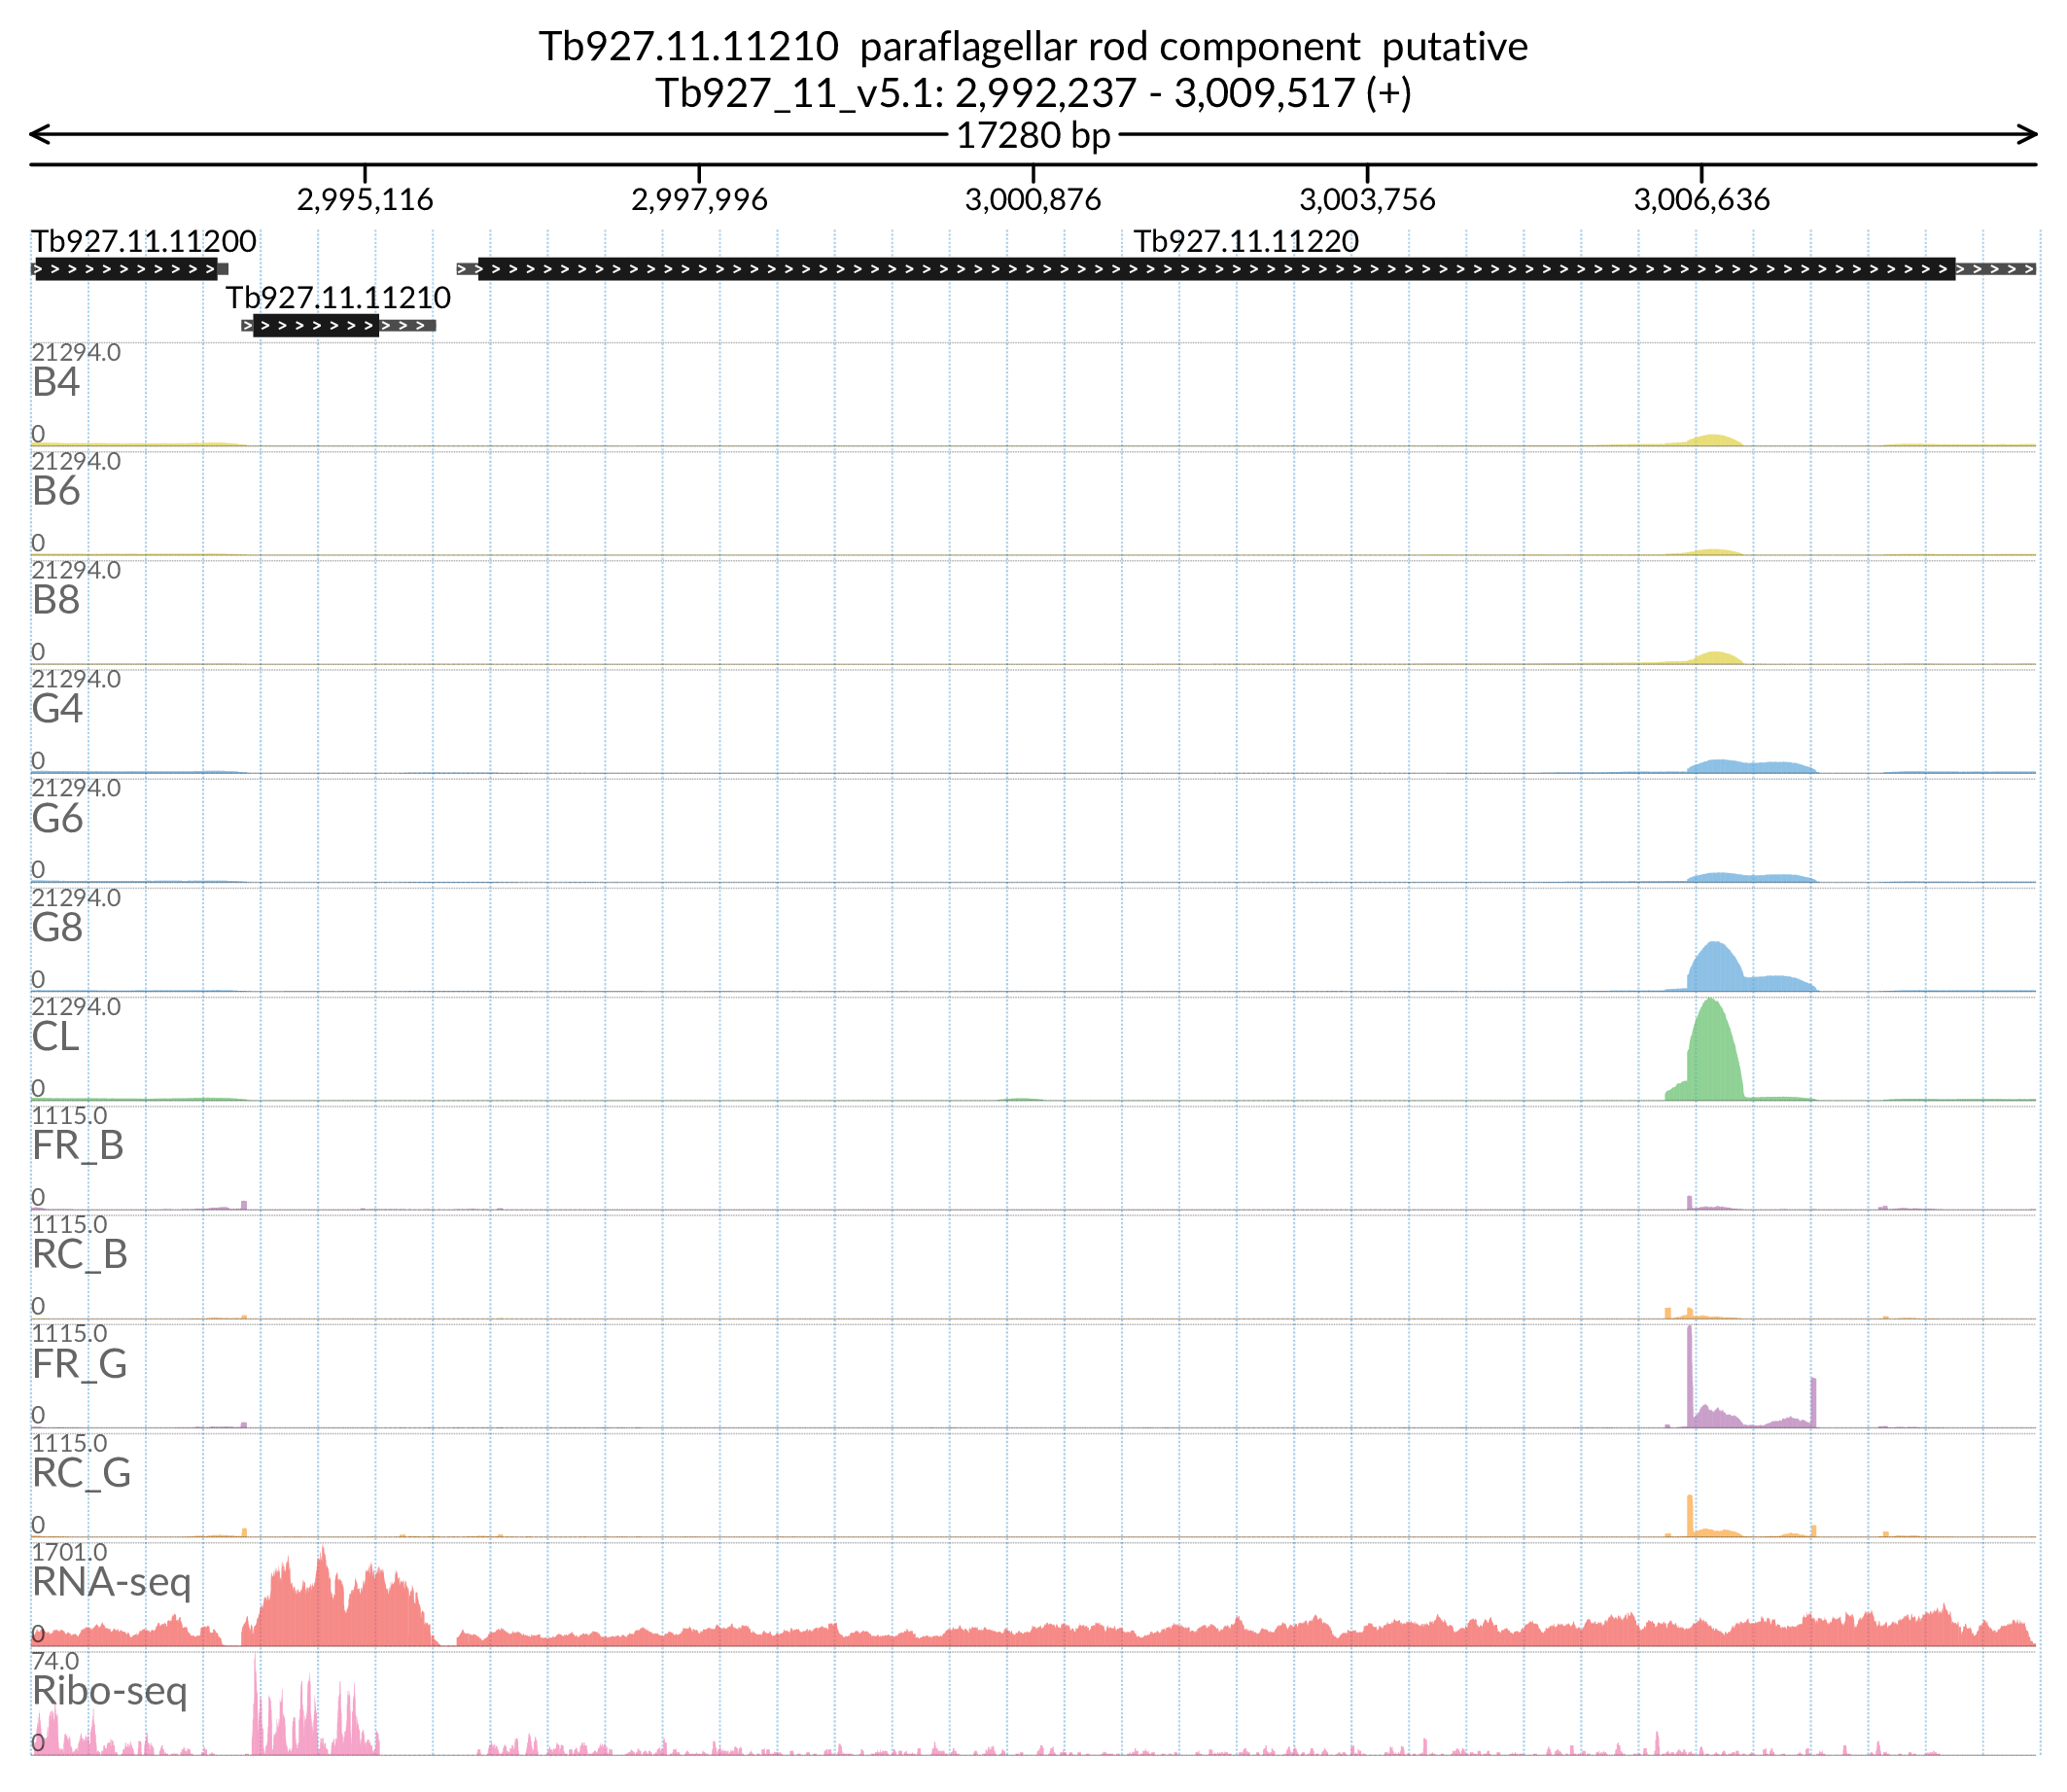 Tb927.11.11210  paraflagellar rod component  putative
Tb927_11_v5.1: 2,992,237 - 3,009,517 (+)
17280 bp
2,995,116 2,997,996 3,000,876 3,003,756 3,006,636
Tb927.11.11200 Tb927.11.11220
Tb927.11.11210
21294.0
B4
0
21294.0
B6
0
21294.0
B8
0
21294.0
G4
0
21294.0
G6
0
21294.0
G8
0
21294.0
CL
0
1115.0
FR_B
0
1115.0
RC_B
0
1115.0
FR_G
0
1115.0
RC_G
0
1701.0
RNA-seq
0
74.0
Ribo-seq
0